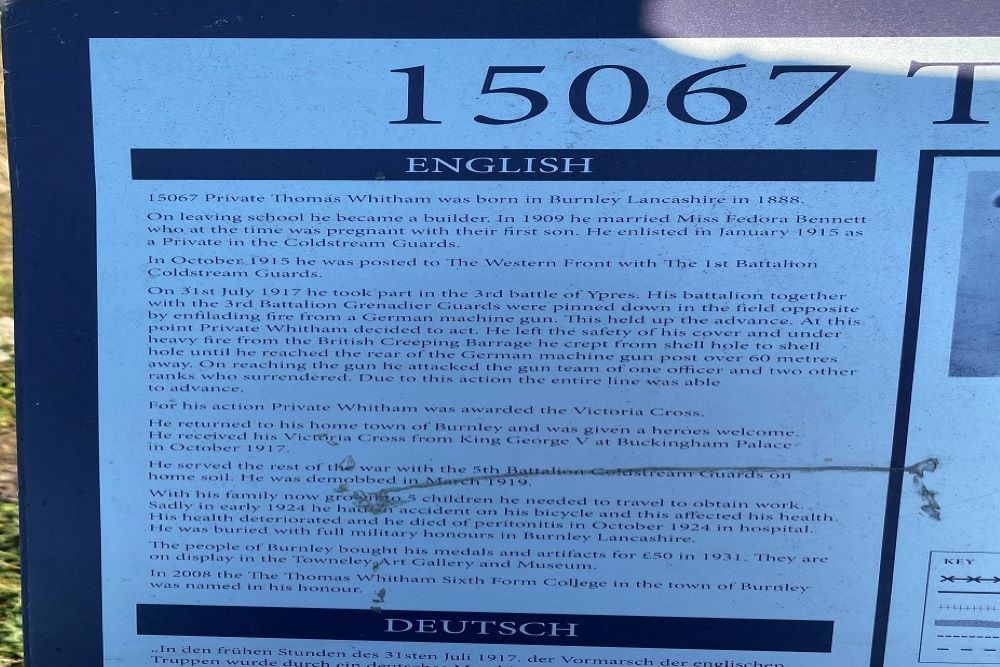 15067 T
ENGLISH
15067 Private Thomas Whitham was born in Burnley Lancashire in 1888.
On leaving school he became a builder. In 1909 he married Miss Fedora Bennett
who at the time was pregnant with their first son. He enlisted in January 1915 as
a Private in the Coldstream Guards.
In October 1915 he was posted to The Western Front with The 1st Battalion
Coldstream Guards.
On 31st July 1917 he took part in the 3rd battle of Ypres. His battalion together
with the 3rd Battalion Grenadier Guards were pinned down in the field opposite
by enfilading fire from a German machine gun. This held up the advance. At this
point Private Whitham decided to act. He left the safety of his cover and under
heavy fire from the British Creeping Barrage he crept from shell hole to shell
hole until he reached the rear of the German machine gun post over 60 metres
away. On reaching the gun he attacked the gun team of one officer and two other
ranks who surrendered. Due to this action the entire line was able
to advance.
For his action Private Whitham was awarded the Victoria Cross.
He returned to his home town of Burnley and was given a heroes welcome.
He received his Victoria Cross from King George V at Buckingham Palace
in October 1917.
He served the rest of the war with the 5th Battalion Coldstream Guards on
home soil. He was demobbed in March 1919.
With his family now growing to 5 children he needed to travel to obtain work.
Sadly in early 1924 he had an accident on his bicycle and this affected his health.
His health deteriorated and he died of peritonitis in October 1924 in hospital.
He was buried with full military honours in Burnley Lancashire.
The people of Burnley bought his medals and artifacts for £50 in 1931. They are
on display in the Towneley Art Gallery and Museum.
In 2008 the The Thomas Whitham Sixth Form College in the town of Burnley
was named in his honour.
DEUTSCH
„In den frühen Stunden des 31sten Juli 1917, der Vormarsch der englischen
Truppen wurde durch ein deutsches
KEY